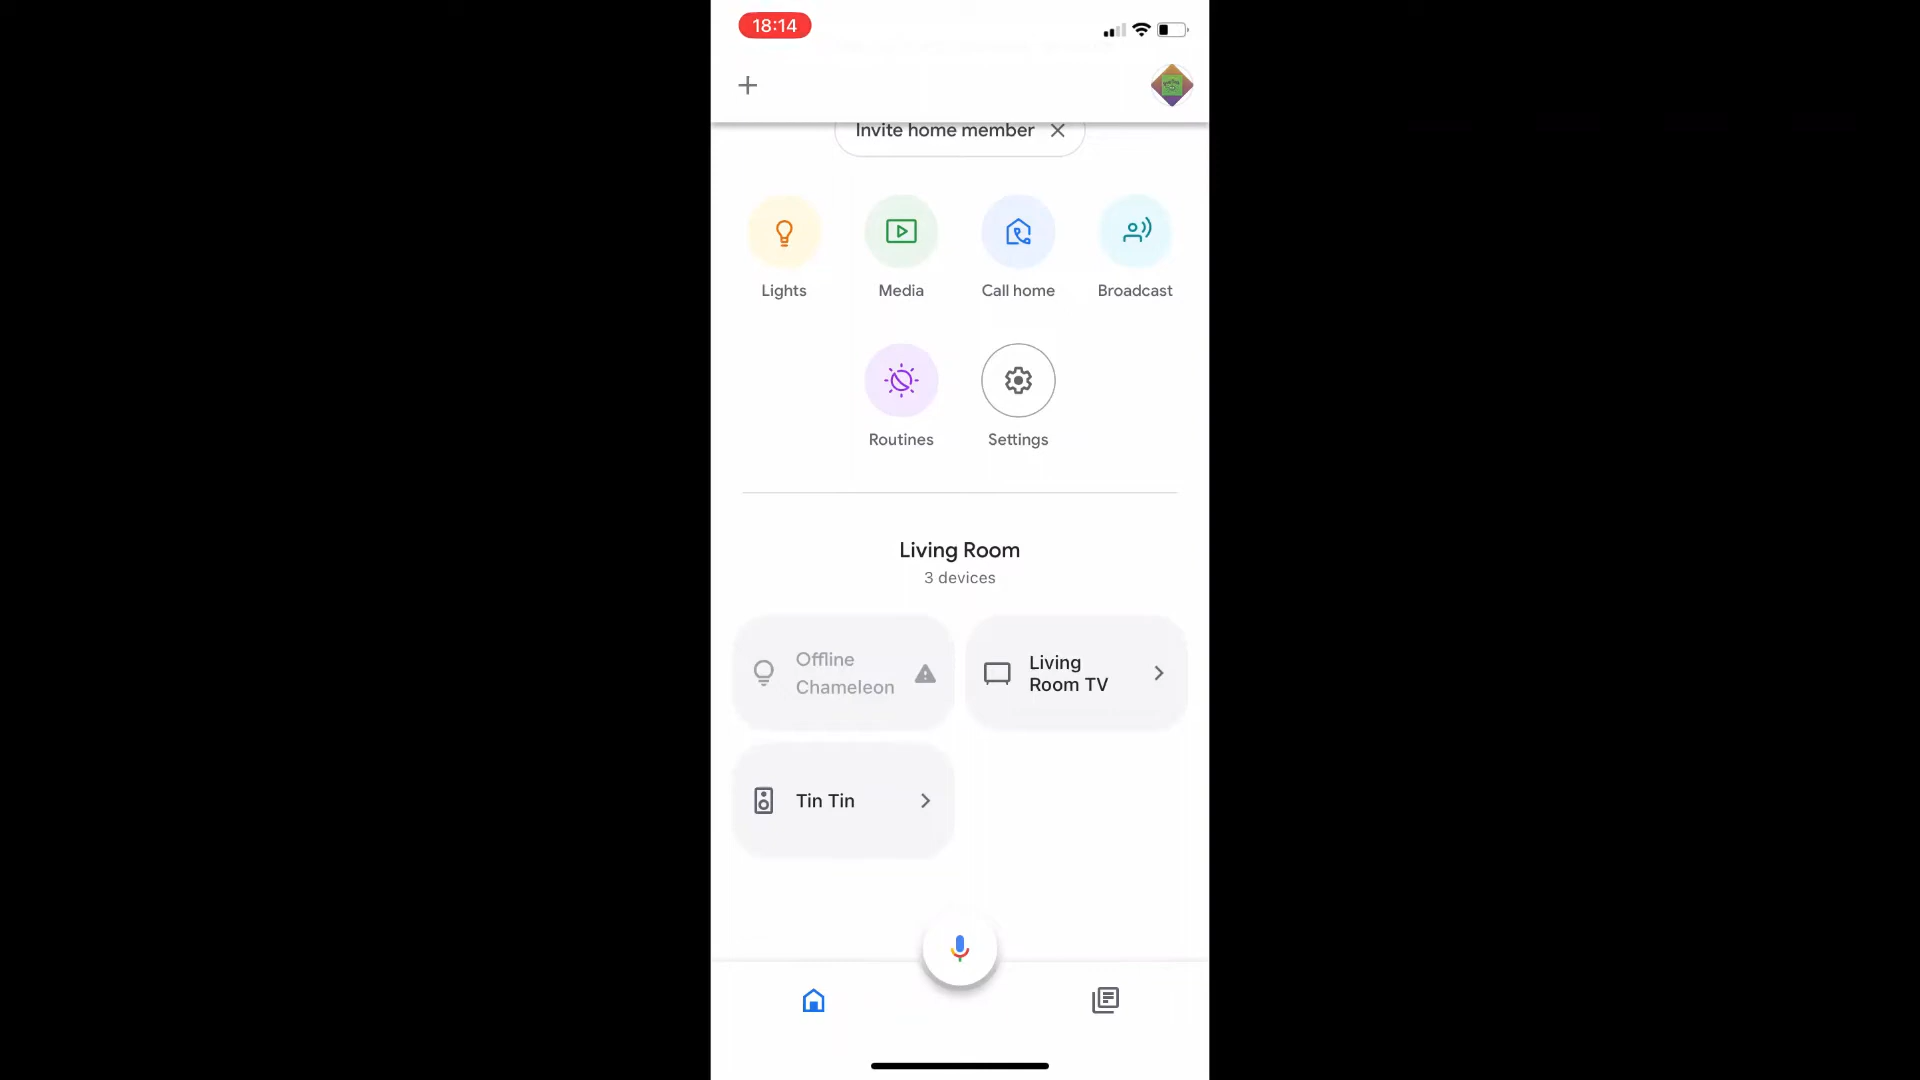 18:14
Invite home member
Lights
Media
Call home
Broadcast
Routines
Settings
Living Room
3 devices
Offline
Chameleon
Living
Room TV
Tin Tin